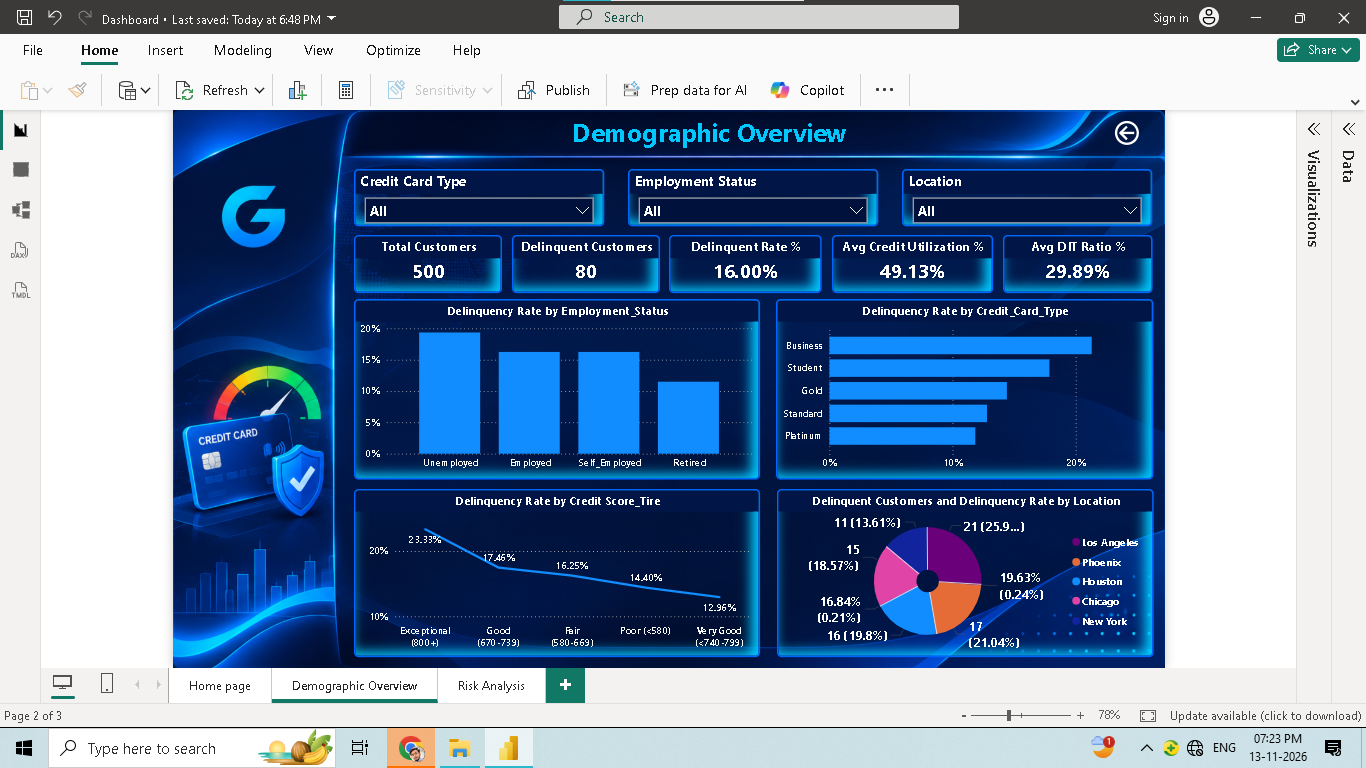 Dashboard • Last saved: Today at 6:48 PM
Search
Sign in
File
Home
Insert
Modeling
View
Optimize
Help
Share
Refresh
Sensitivity
Publish
Prep data for AI
Copilot
DAX
TMDL
Visualizations
Data
Demographic Overview
G
CREDIT CARD
Credit Card Type
All
Employment Status
All
Location
All
Total Customers
500
Delinquent Customers
80
Delinquent Rate %
16.00%
Avg Credit Utilization %
49.13%
Avg DIT Ratio %
29.89%
Delinquency Rate by Employment_Status
20%
15%
10%
5%
0%
Unemployed
Employed
Self_Employed
Retired
Delinquency Rate by Credit_Card_Type
Business
Student
Gold
Standard
Platinum
0%
10%
20%
Delinquency Rate by Credit Score_Tire
20%
10%
23.33%
17.46%
16.25%
14.40%
12.96%
Exceptional
(800+)
Good
(670-739)
Fair
(580-669)
Poor (<580)
Very Good
(<740-799)
Delinquent Customers and Delinquency Rate by Location
11 (13.61%)
21 (25.9...)
15
(18.57%)
19.63%
(0.24%)
16.84%
(0.21%)
16 (19.8%)
17
(21.04%)
Los Angeles
Phoenix
Houston
Chicago
New York
Home page
Demographic Overview
Risk Analysis
Page 2 of 3
78%
Update available (click to download)
Type here to search
1
ENG
07:23 PM
13-11-2026